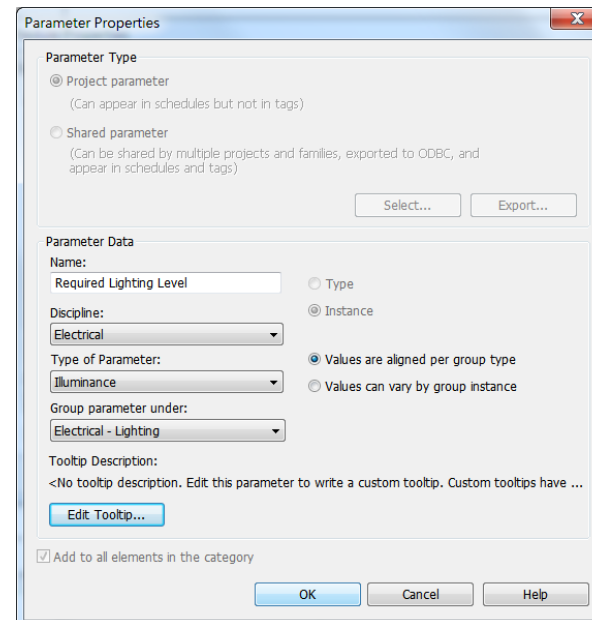 Parameter Properties
Parameter Type
Project parameter
(Can appear in schedules but not in tags)
Shared parameter
(Can be shared by multiple projects and families, exported to ODBC, and
appear in schedules and tags)
Select...
Export...
Parameter Data
Name:
Required Lighting Level
Type
Discipline:
Instance
Electrical
Type of Parameter:
Values are aligned per group type
Illuminance
Values can vary by group instance
Group parameter under:
Electrical - Lighting
Tooltip Description:
<No tooltip description. Edit this parameter to write a custom tooltip. Custom tooltips have ...
Edit Tooltip...
Add to all elements in the category
OK
Cancel
Help